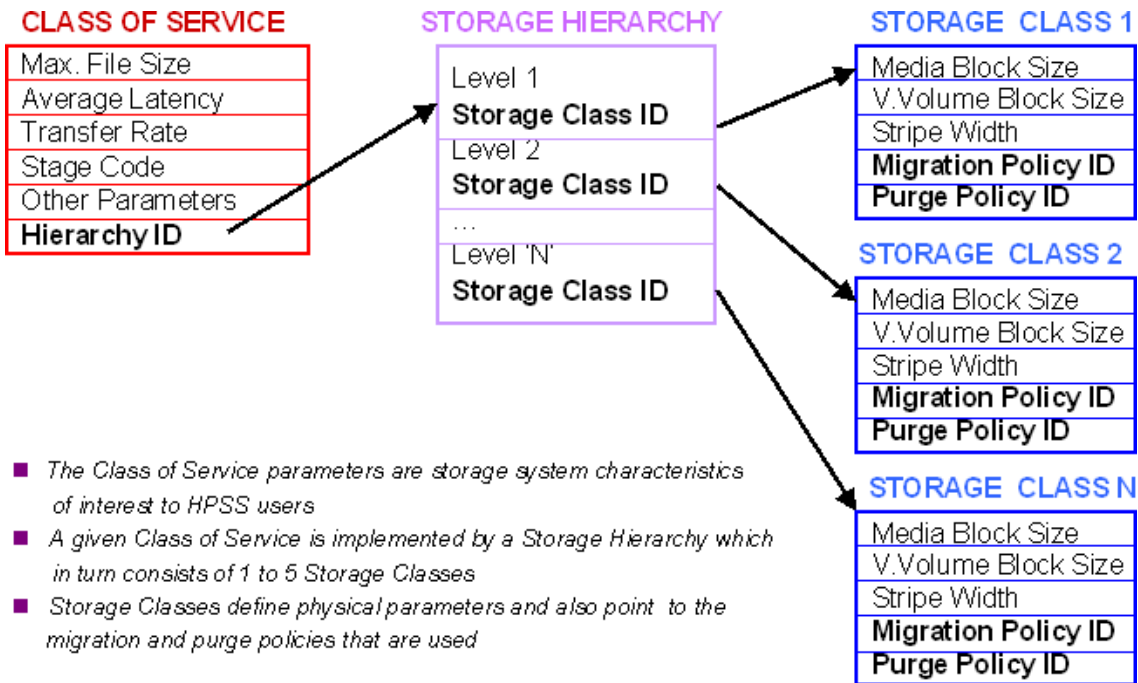 CLASS OF SERVICE
Max. File Size
Average Latency
Transfer Rate
Stage Code
Other Parameters
Hierarchy ID
STORAGE HIERARCHY
Level 1
Storage Class ID
Level 2
Storage Class ID
...
Level 'N'
Storage Class ID
STORAGE CLASS 1
Media Block Size
V.Volume Block Size
Stripe Width
Migration Policy ID
Purge Policy ID
STORAGE CLASS 2
Media Block Size
V.Volume Block Size
Stripe Width
Migration Policy ID
Purge Policy ID
STORAGE CLASS N
Media Block Size
V.Volume Block Size
Stripe Width
Migration Policy ID
Purge Policy ID
The Class of Service parameters are storage system characteristics
of interest to HPSS users
A given Class of Service is implemented by a Storage Hierarchy which
in turn consists of 1 to 5 Storage Classes
Storage Classes define physical parameters and also point to the
migration and purge policies that are used